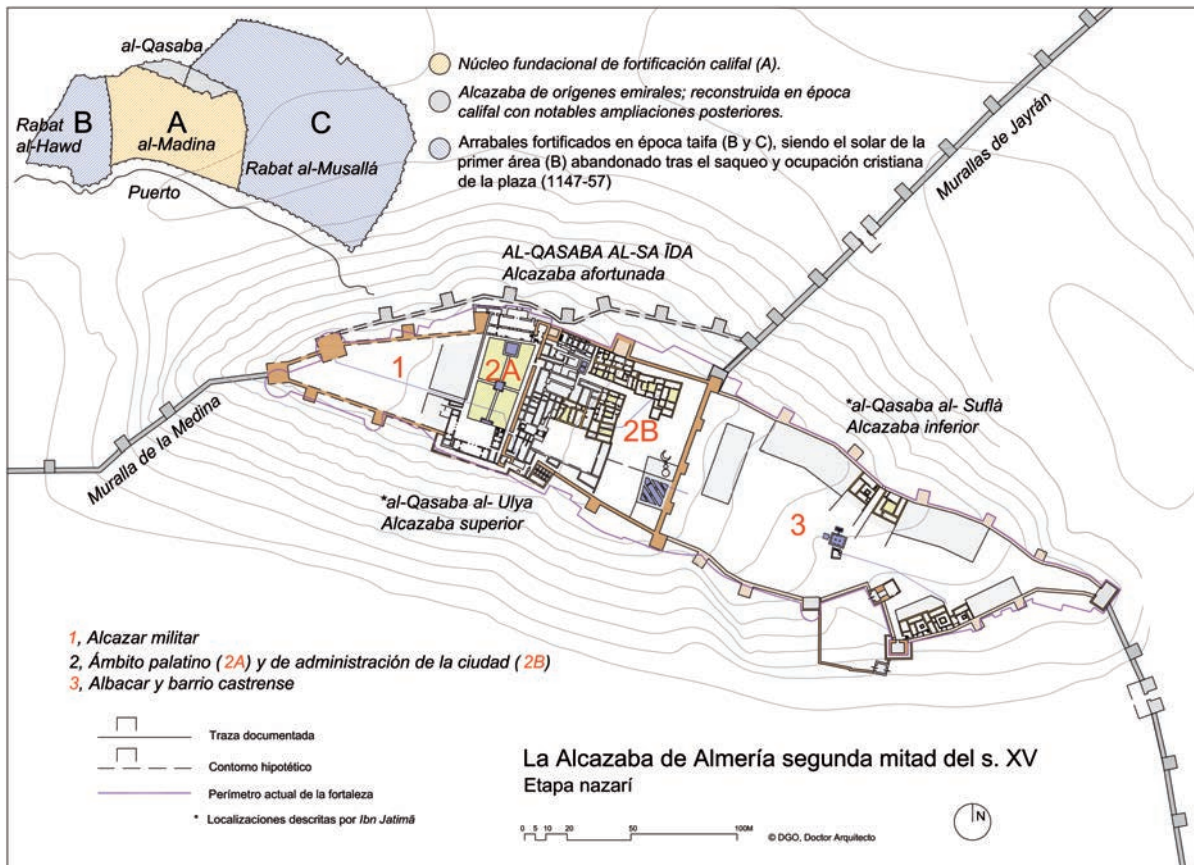 al-Qasaba
B
A
C
Rabat
al-Hawd
al-Madina
Rabat al-Musallá
Puerto
Núcleo fundacional de fortificación califal (A).
Alcazaba de orígenes emirales; reconstruida en época
califal con notables ampliaciones posteriores.
Arrabales fortificados en época taifa (B y C), siendo el solar de la
primer área (B) abandonado tras el saqueo y ocupación cristiana
de la plaza (1147-57)
Murallas de Jayrán
AL-QASABA AL-SA ĪDA
Alcazaba afortunada
1
2A
2B
3
Muralla de la Medina
*al-Qasaba al- Suflà
Alcazaba inferior
*al-Qasaba al- Ulya
Alcazaba superior
1, Alcazar militar
2, Ámbito palatino (2A) y de administración de la ciudad (2B)
3, Albacar y barrio castrense
Traza documentada
Contorno hipotético
Perímetro actual de la fortaleza
* Localizaciones descritas por Ibn Jatimā
La Alcazaba de Almería segunda mitad del s. XV
Etapa nazarí
0 5 10 20 50 100M
© DGO, Doctor Arquitecto
N